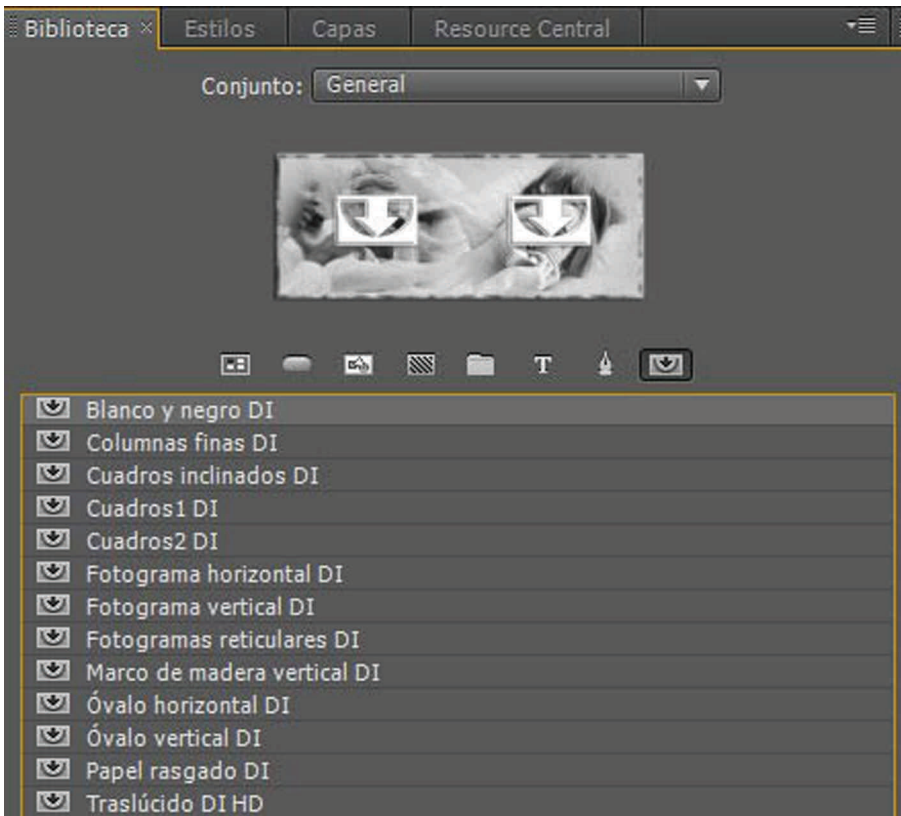 Biblioteca × Estilos Capas Resource Central
Conjunto: General
T
Blanco y negro DI
Columnas finas DI
Cuadros inclinados DI
Cuadros1 DI
Cuadros2 DI
Fotograma horizontal DI
Fotograma vertical DI
Fotogramas reticulares DI
Marco de madera vertical DI
Óvalo horizontal DI
Óvalo vertical DI
Papel rasgado DI
Traslúcido DI HD